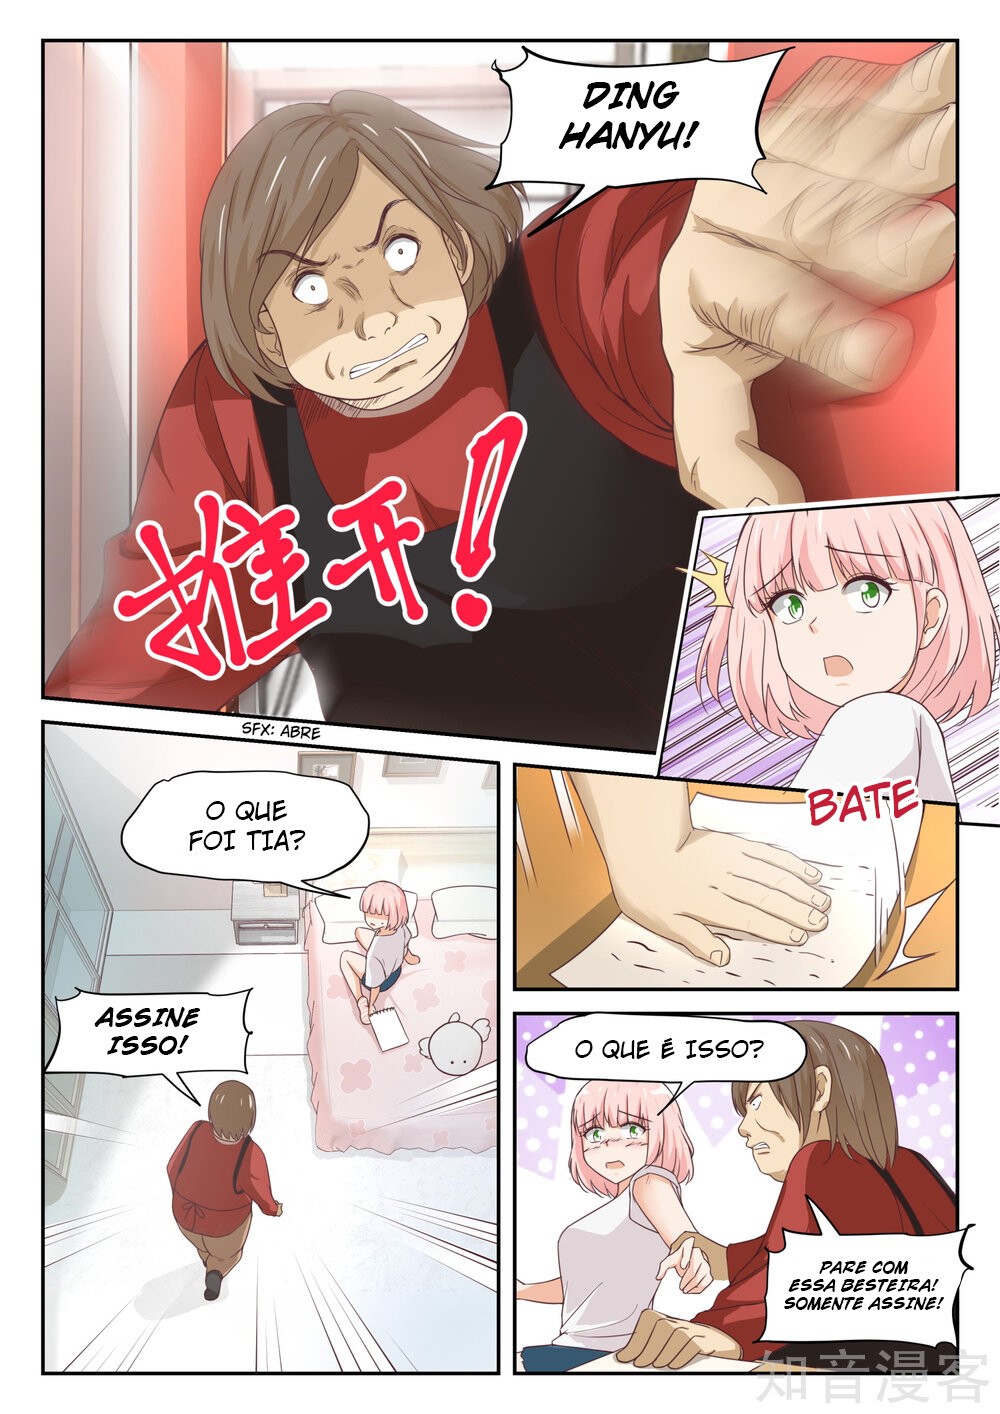 DING
HANYU!
推开!
SFX: ABRE
BATE
O QUE
FOI TIA?
ASSINE
ISSO!
O QUE É ISSO?
PARE COM
ESSA BESTEIRA!
SOMENTE ASSINE!
知音漫客